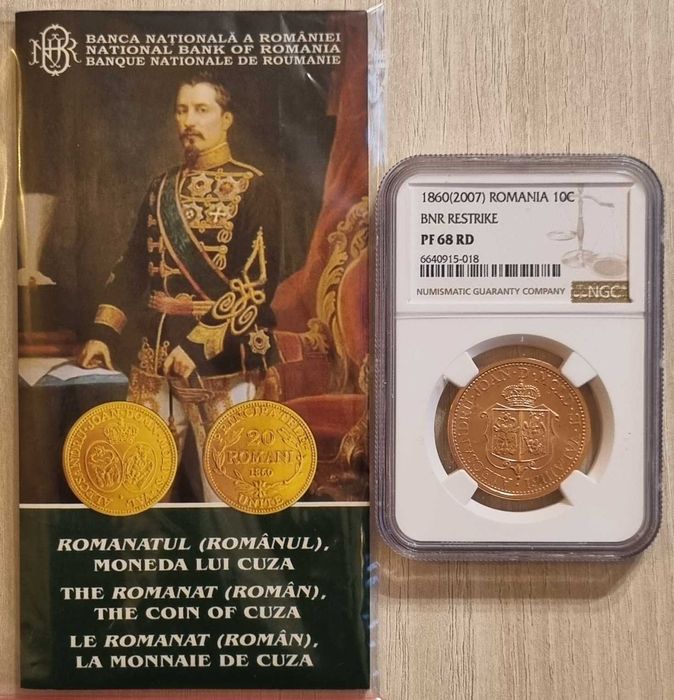 BANCA NAȚIONALĂ A ROMÂNIEI
NATIONAL BANK OF ROMANIA
BANQUE NATIONALE DE ROUMANIE
20
ROMANI
1860
UNITE
ROMANATUL (ROMÂNUL),
MONEDA LUI CUZA
THE ROMANAT (ROMÂN),
THE COIN OF CUZA
LE ROMANAT (ROMÂN),
LA MONNAIE DE CUZA
1860(2007) ROMANIA 10C
BNR RESTRIKE
PF 68 RD
6640915-018
NUMISMATIC GUARANTY COMPANY
NGC